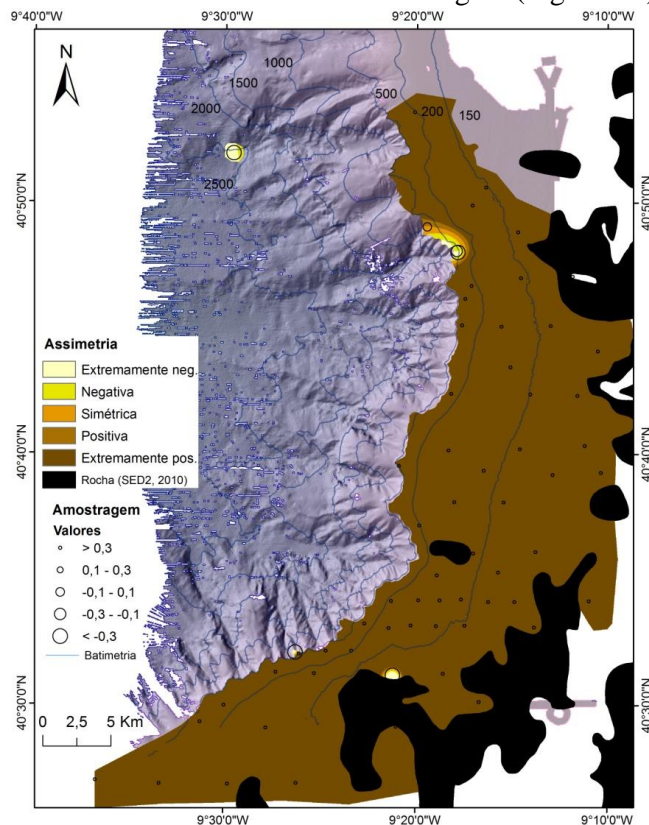 9°40'0"W 9°30'0"W 9°20'0"W 9°10'0"W
N
1000
1500
500
2000
200
150
2500
40°50'0"N
40°50'0"N
Assimetria
Extremamente neg.
Negativa
Simétrica
Positiva
Extremamente pos.
Rocha (SED2, 2010)
40°40'0"N
40°40'0"N
Amostragem
Valores
> 0,3
0,1 - 0,3
-0,1 - 0,1
-0,3 - -0,1
< -0,3
Batimetria
40°30'0"N
40°30'0"N
0 2,5 5 Km
9°30'0"W 9°20'0"W 9°10'0"W